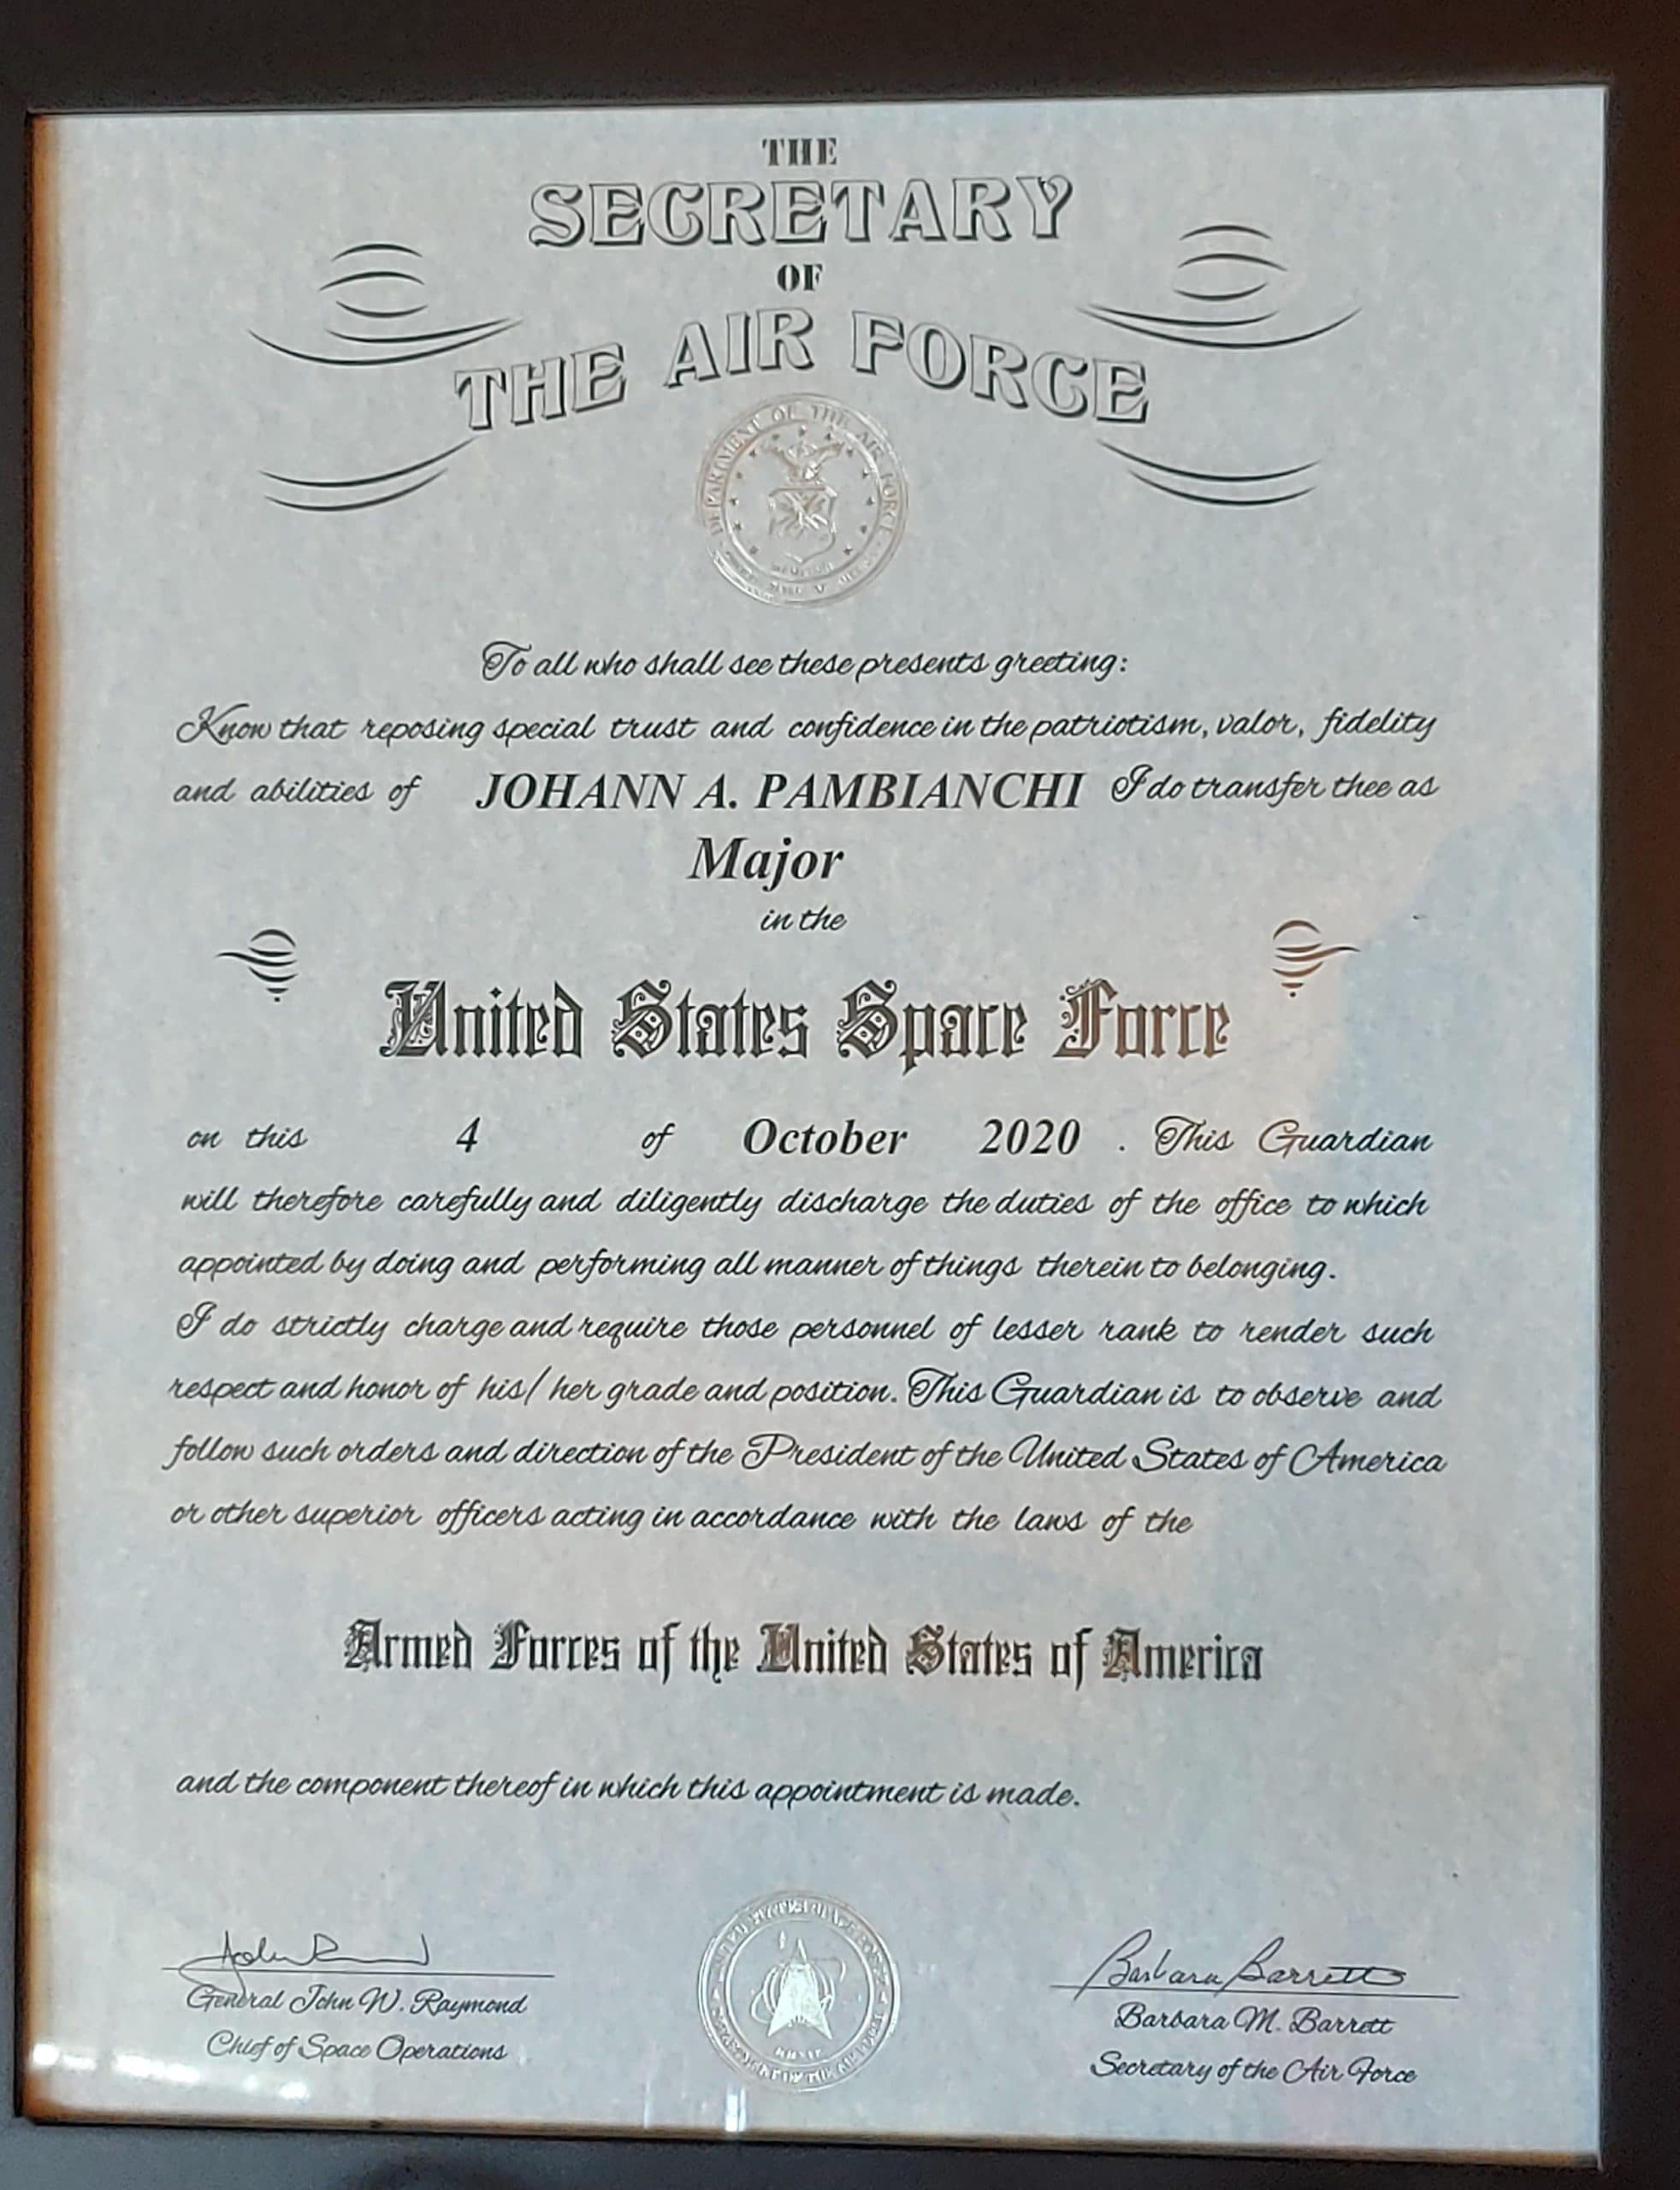 THE
SECRETARY
OF
THE AIR FORCE
DEPARTMENT OF THE AIR FORCE
To all who shall see these presents greeting:
Know that reposing special trust and confidence in the patriotism, valor, fidelity
and abilities of JOHANN A. PAMBIANCHI I do transfer thee as
Major
in the
United States Space Force
on this 4 of October 2020 . This Guardian
will therefore carefully and diligently discharge the duties of the office to which
appointed by doing and performing all manner of things therein to belonging.
I do strictly charge and require those personnel of lesser rank to render such
respect and honor of his/ her grade and position. This Guardian is to observe and
follow such orders and direction of the President of the United States of America
or other superior officers acting in accordance with the laws of the
Armed Forces of the United States of America
and the component thereof in which this appointment is made.
General John W. Raymond
Chief of Space Operations
Barbara Barrett
Barbara M. Barrett
Secretary of the Air Force